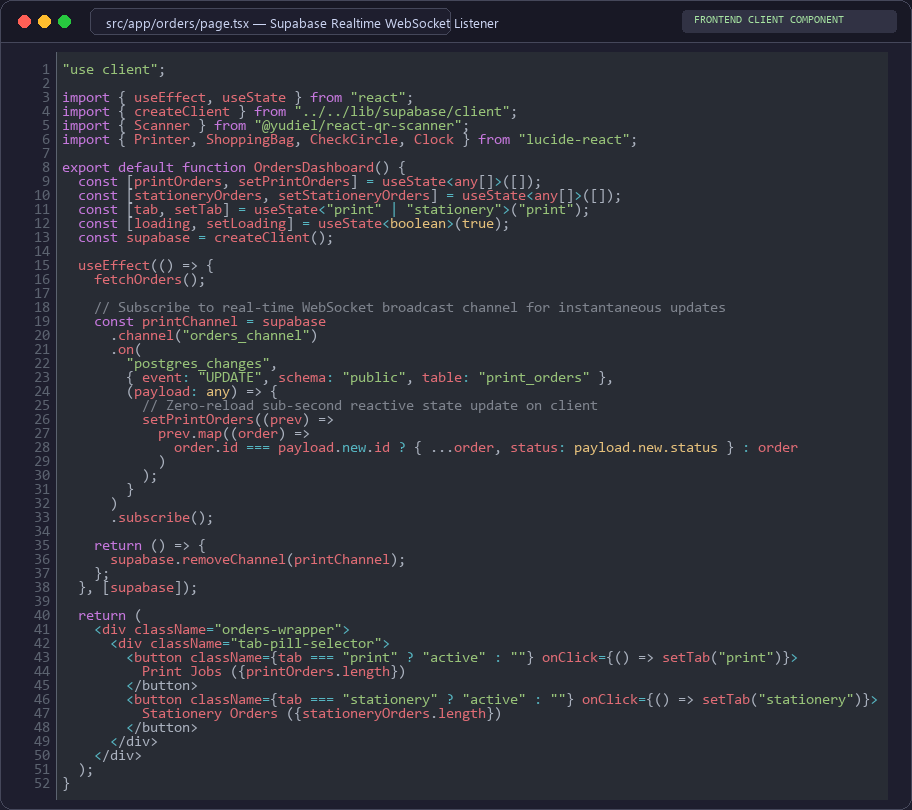 src/app/orders/page.tsx — Supabase Realtime WebSocket Listener
FRONTEND CLIENT COMPONENT
1 "use client";
2
3 import { useEffect, useState } from "react";
4 import { createClient } from "../../lib/supabase/client";
5 import { Scanner } from "@yudiel/react-qr-scanner";
6 import { Printer, ShoppingBag, CheckCircle, Clock } from "lucide-react";
7
8 export default function OrdersDashboard() {
9   const [printOrders, setPrintOrders] = useState<any[]>([]);
10   const [stationeryOrders, setStationeryOrders] = useState<any[]>([]);
11   const [tab, setTab] = useState<"print" | "stationery">("print");
12   const [loading, setLoading] = useState<boolean>(true);
13   const supabase = createClient();
14
15   useEffect(() => {
16     fetchOrders();
17
18     // Subscribe to real-time WebSocket broadcast channel for instantaneous updates
19     const printChannel = supabase
20       .channel("orders_channel")
21       .on(
22         "postgres_changes",
23         { event: "UPDATE", schema: "public", table: "print_orders" },
24         (payload: any) => {
25           // Zero-reload sub-second reactive state update on client
26           setPrintOrders((prev) =>
27             prev.map((order) =>
28               order.id === payload.new.id ? { ...order, status: payload.new.status } : order
29             )
30           );
31         }
32       )
33       .subscribe();
34
35     return () => {
36       supabase.removeChannel(printChannel);
37     };
38   }, [supabase]);
39
40   return (
41     <div className="orders-wrapper">
42       <div className="tab-pill-selector">
43         <button className={tab === "print" ? "active" : ""} onClick={() => setTab("print")}>
44           Print Jobs ({printOrders.length})
45         </button>
46         <button className={tab === "stationery" ? "active" : ""} onClick={() => setTab("stationery")}>
47           Stationery Orders ({stationeryOrders.length})
48         </button>
49       </div>
50     </div>
51   );
52 }